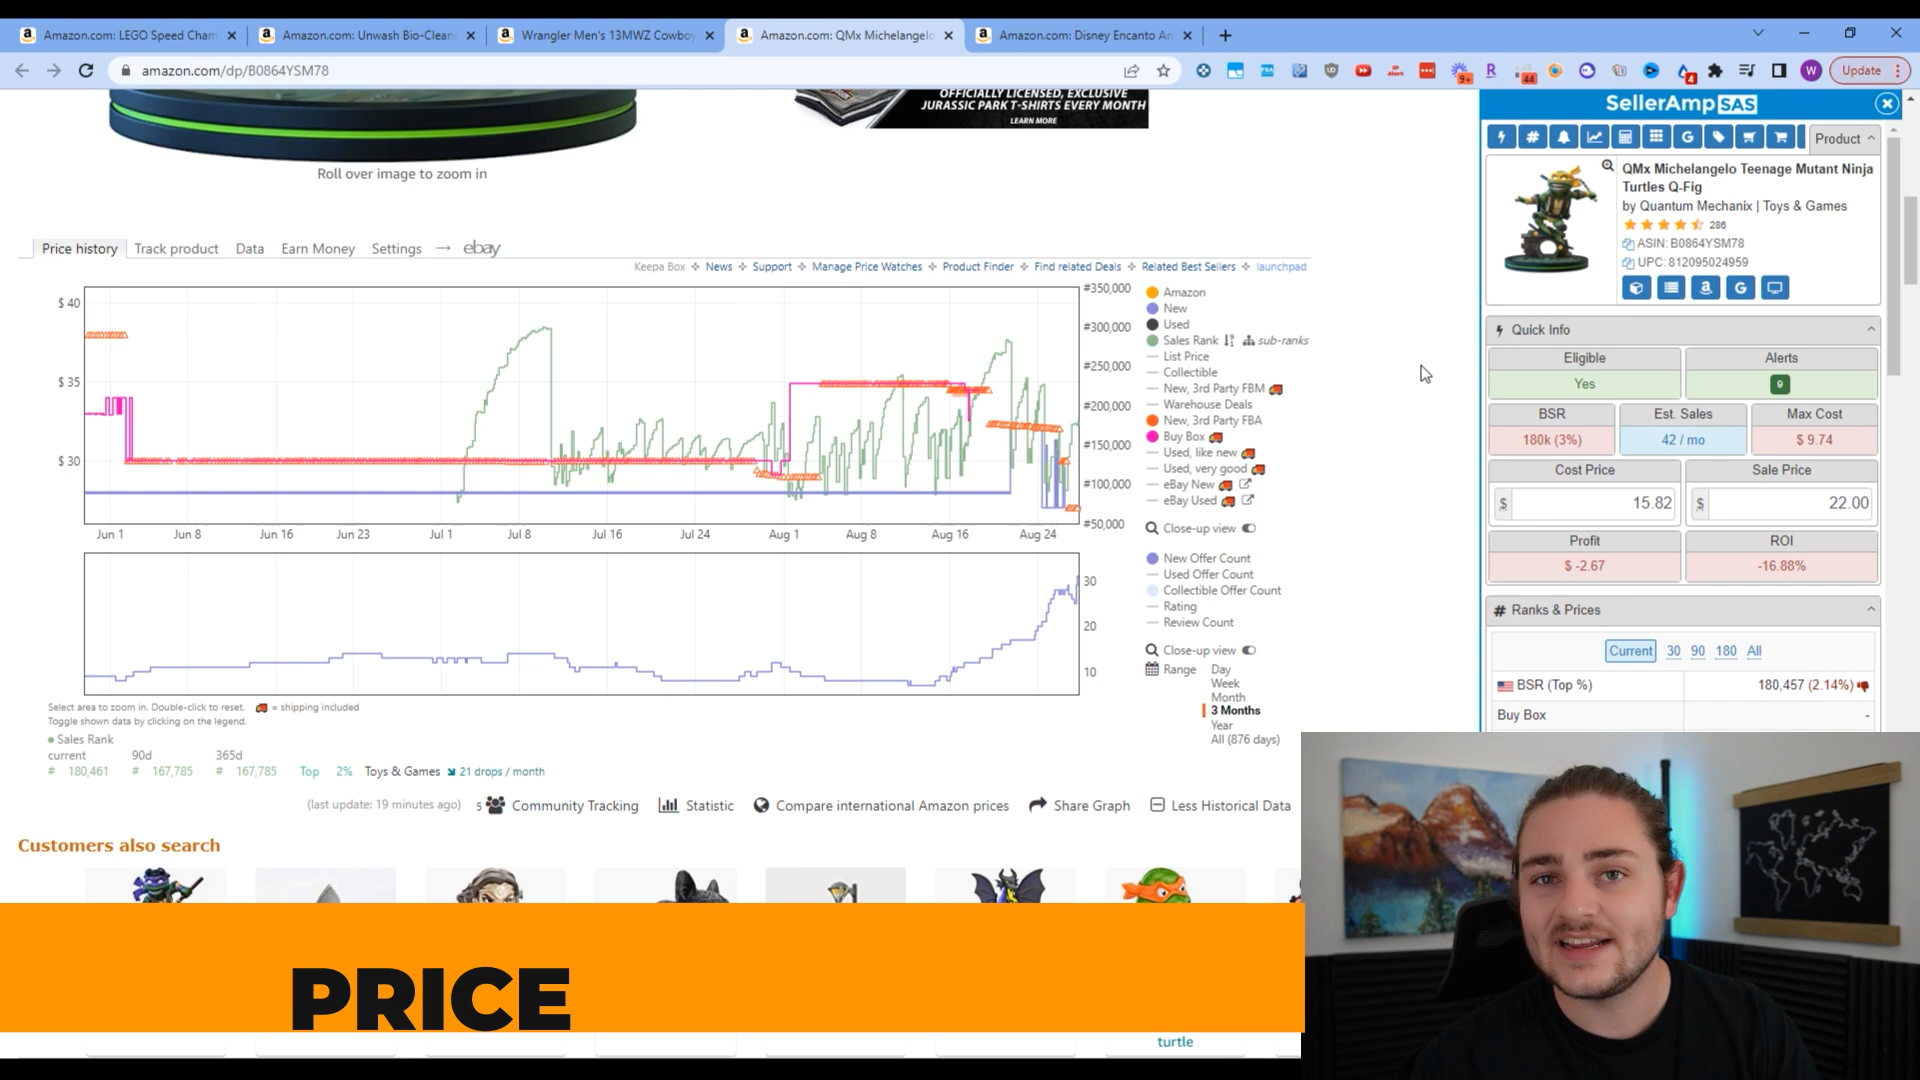 Amazon.com: LEGO Speed Cham
Amazon.com: Unwash Bio-Cleans
Wrangler Men's 13MWZ Cowboy
Amazon.com: QMx Michelangelo
Amazon.com: Disney Encanto An
amazon.com/dp/B0864YSM78
W
Update
OFFICIALLY LICENSED, EXCLUSIVE
JURASSIC PARK T-SHIRTS EVERY MONTH
LEARN MORE
Roll over image to zoom in
Price history
Track product
Data
Earn Money
Settings
ebay
Keepa Box
News
Support
Manage Price Watches
Product Finder
Find related Deals
Related Best Sellers
launchpad
$ 40
$ 35
$ 30
#350,000
#300,000
#250,000
#200,000
#150,000
#100,000
#50,000
Jun 1
Jun 8
Jun 16
Jun 23
Jul 1
Jul 8
Jul 16
Jul 24
Aug 1
Aug 8
Aug 16
Aug 24
Amazon
New
Used
Sales Rank
sub-ranks
List Price
Collectible
New, 3rd Party FBM
Warehouse Deals
New, 3rd Party FBA
Buy Box
Used, like new
Used, very good
eBay New
eBay Used
Close-up view
New Offer Count
Used Offer Count
Collectible Offer Count
Rating
Review Count
Close-up view
Range
Day
Week
Month
3 Months
Year
All (876 days)
30
20
10
Select area to zoom in. Double-click to reset.
= shipping included
Toggle shown data by clicking on the legend.
Sales Rank
current 90d 365d
# 180,461 # 167,785 # 167,785 Top 2% Toys & Games 21 drops / month
(last update: 19 minutes ago)
5 Community Tracking
Statistic
Compare international Amazon prices
Share Graph
Less Historical Data
Customers also search
PRICE
turtle
SellerAmp SAS
Product
QMx Michelangelo Teenage Mutant Ninja
Turtles Q-Fig
by Quantum Mechanix | Toys & Games
286
ASIN: B0864YSM78
UPC: 812095024959
Quick Info
Eligible
Alerts
Yes
9
BSR
Est. Sales
Max Cost
180k (3%)
42 / mo
$ 9.74
Cost Price
Sale Price
$ 15.82
$ 22.00
Profit
ROI
$ -2.67
-16.88%
# Ranks & Prices
Current 30 90 180 All
BSR (Top %)
180,457 (2.14%)
Buy Box
-